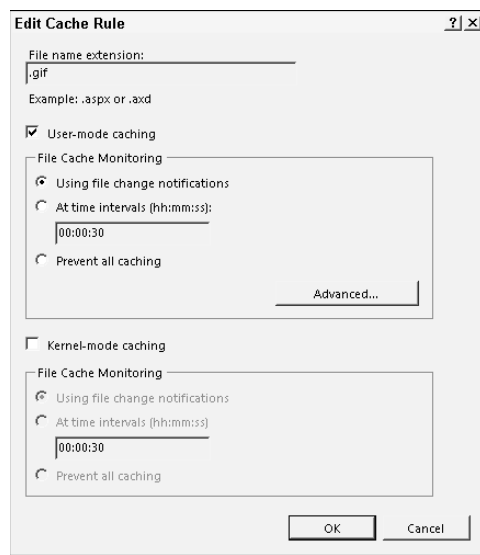 Edit Cache Rule
File name extension:
.gif
Example: .aspx or .axd
User-mode caching
File Cache Monitoring
Using file change notifications
At time intervals (hh:mm:ss):
00:00:30
Prevent all caching
Advanced...
Kernel-mode caching
File Cache Monitoring
Using file change notifications
At time intervals (hh:mm:ss)
00:00:30
Prevent all caching
OK Cancel